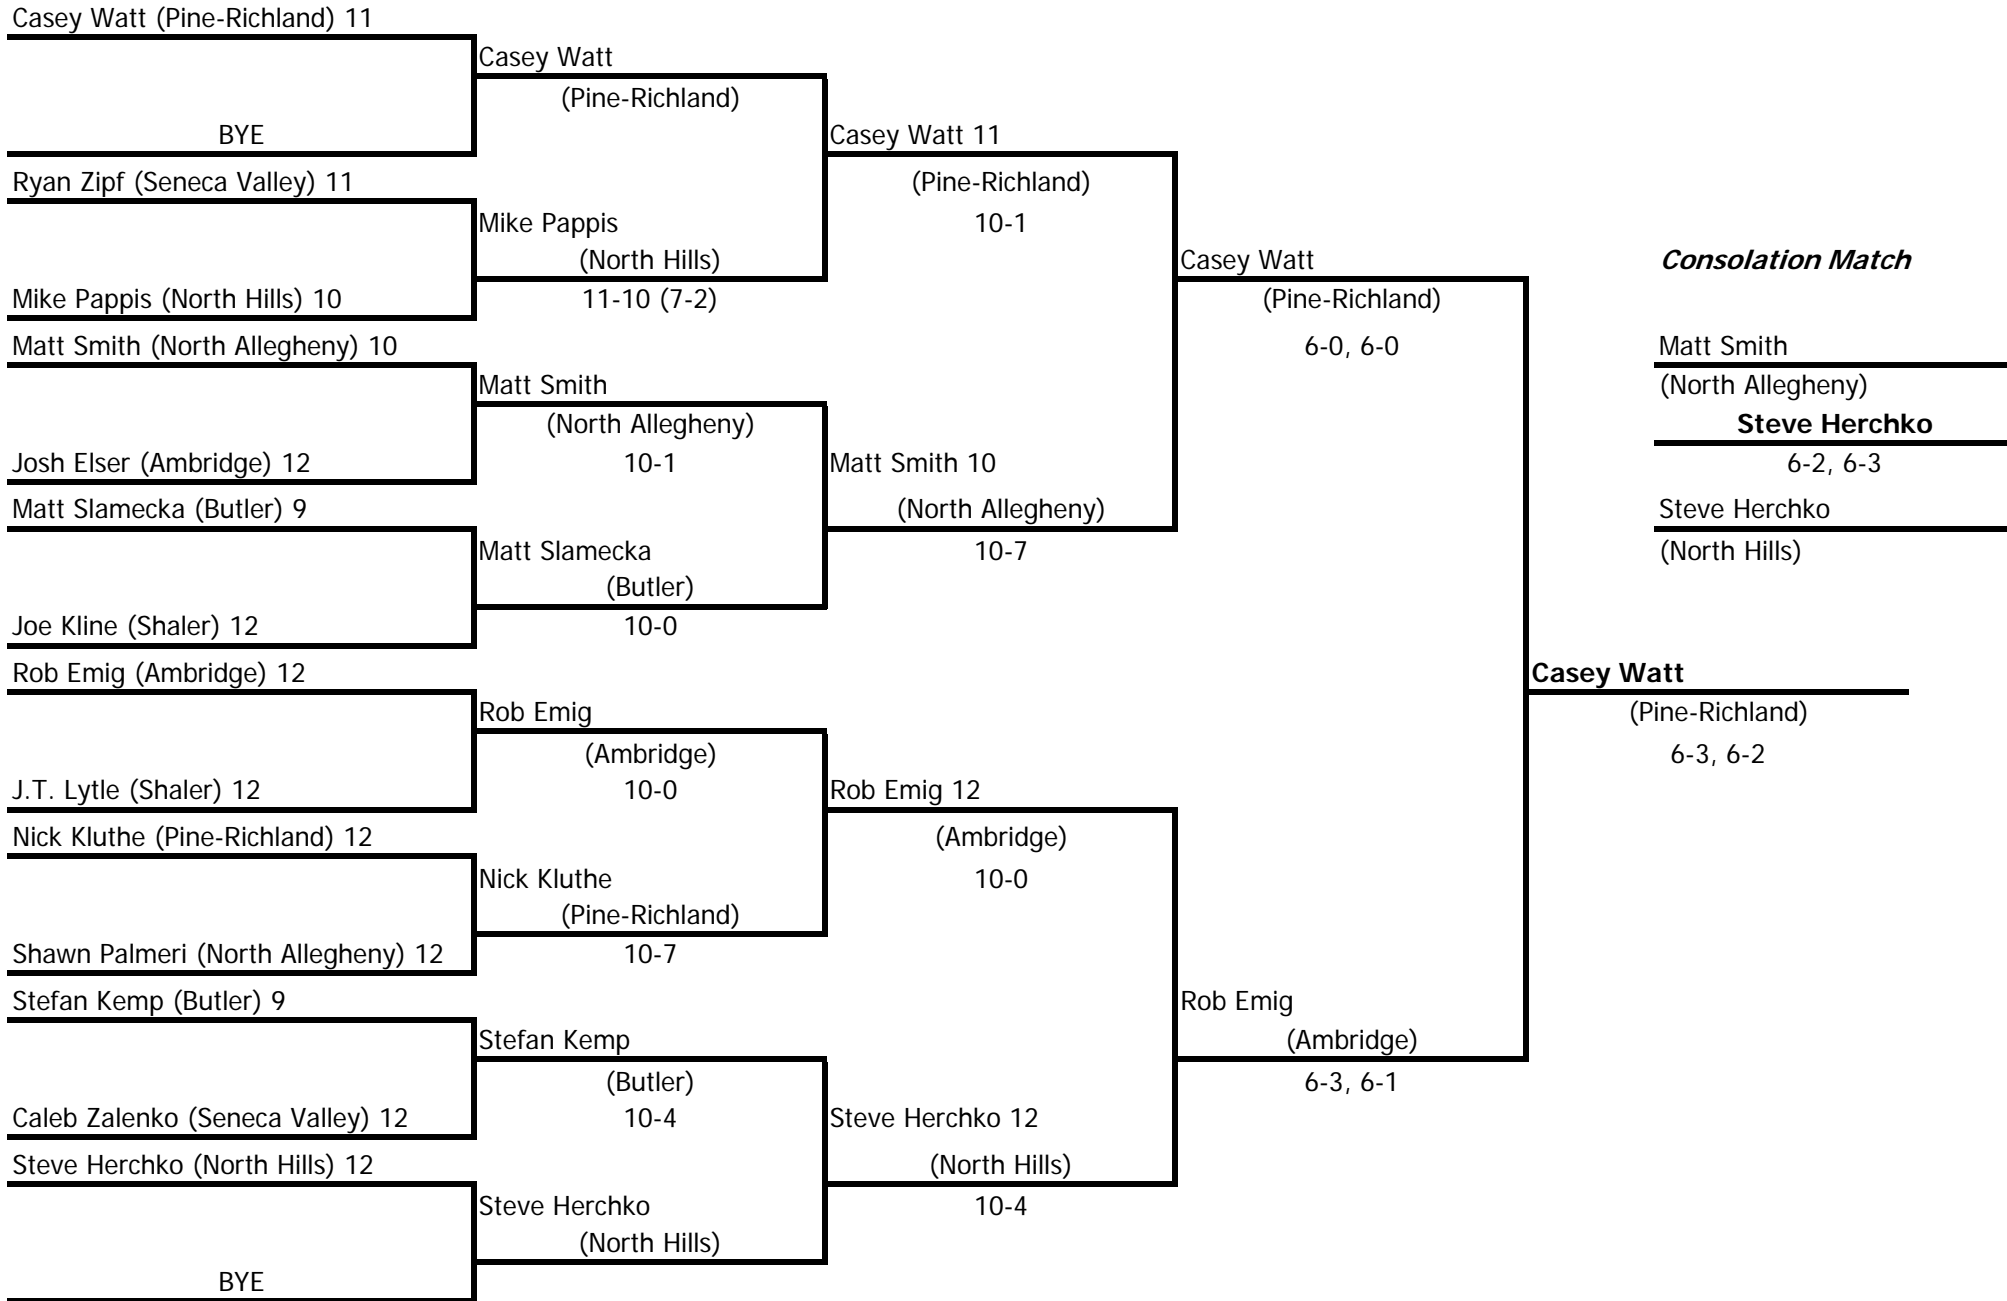 Casey Watt (Pine-Richland) 11
BYE
Ryan Zipf (Seneca Valley) 11
Mike Pappis (North Hills) 10
Matt Smith (North Allegheny) 10
Josh Elser (Ambridge) 12
Matt Slamecka (Butler) 9
Joe Kline (Shaler) 12
Rob Emig (Ambridge) 12
J.T. Lytle (Shaler) 12
Nick Kluthe (Pine-Richland) 12
Shawn Palmeri (North Allegheny) 12
Stefan Kemp (Butler) 9
Caleb Zalenko (Seneca Valley) 12
Steve Herchko (North Hills) 12
BYE
Casey Watt
(Pine-Richland)
Mike Pappis
(North Hills)
11-10 (7-2)
Matt Smith
(North Allegheny)
10-1
Matt Slamecka
(Butler)
10-0
Rob Emig
(Ambridge)
10-0
Nick Kluthe
(Pine-Richland)
10-7
Stefan Kemp
(Butler)
10-4
Steve Herchko
(North Hills)
Casey Watt 11
(Pine-Richland)
10-1
Matt Smith 10
(North Allegheny)
10-7
Rob Emig 12
(Ambridge)
10-0
Steve Herchko 12
(North Hills)
10-4
Casey Watt
(Pine-Richland)
6-0, 6-0
Rob Emig
(Ambridge)
6-3, 6-1
Casey Watt
(Pine-Richland)
6-3, 6-2
Consolation Match
Matt Smith
(North Allegheny)
Steve Herchko
6-2, 6-3
Steve Herchko
(North Hills)